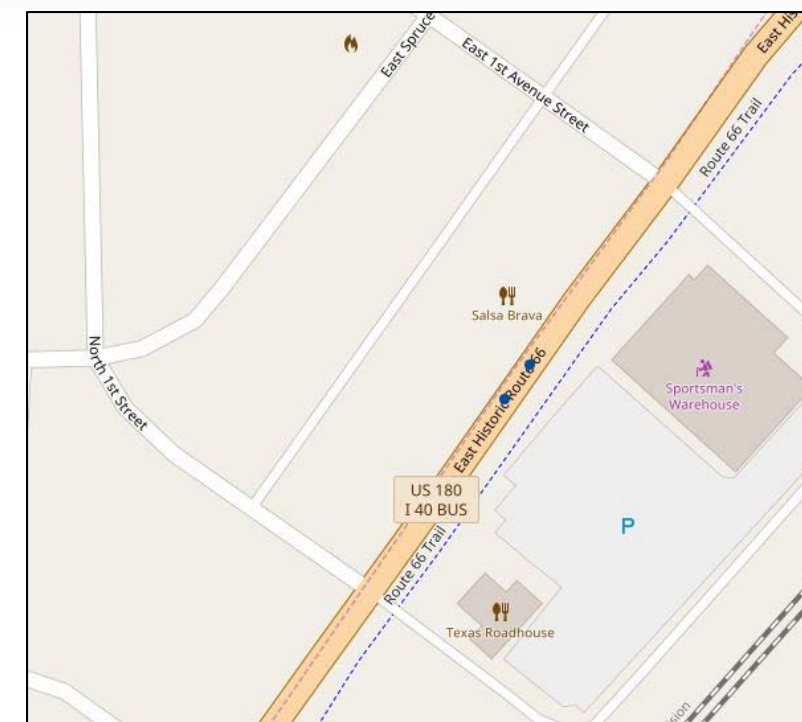 East Spruce
East 1st Avenue Street
East His
Route 66 Trail
Salsa Brava
North 1st Street
East Historic Route 66
Sportsman's
Warehouse
US 180
I 40 BUS
P
Route 66 Trail
Texas Roadhouse
sion